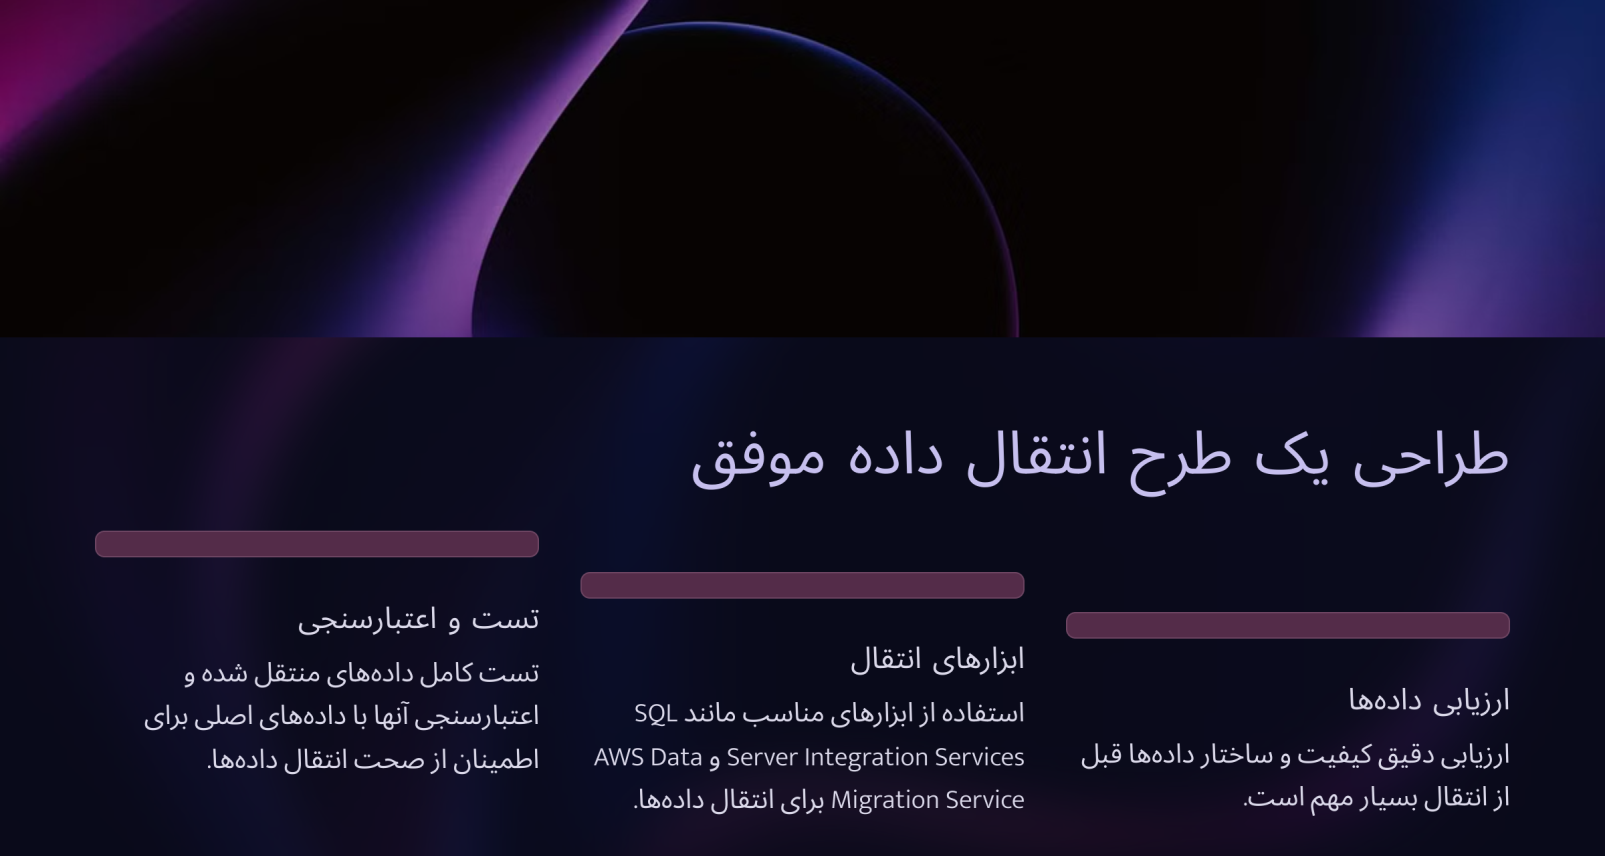 طراحی یک طرح انتقال داده موفق
ارزیابی داده‌ها
ارزیابی دقیق کیفیت و ساختار داده‌ها قبل
از انتقال بسیار مهم است.
ابزارهای انتقال
استفاده از ابزارهای مناسب مانند SQL
Server Integration Services و AWS Data
Migration Service برای انتقال داده‌ها.
تست و اعتبارسنجی
تست کامل داده‌های منتقل شده و
اعتبارسنجی آنها با داده‌های اصلی برای
اطمینان از صحت انتقال داده‌ها.